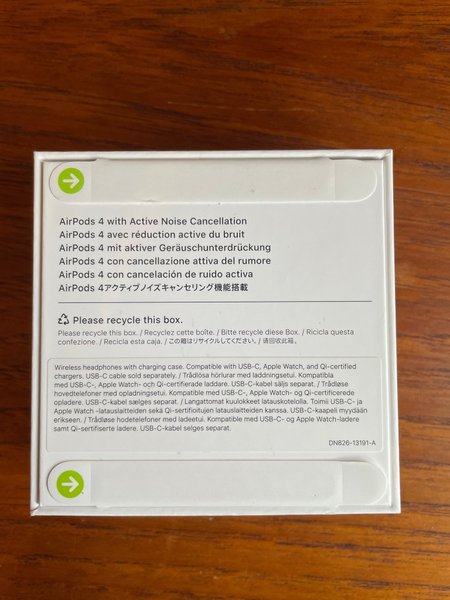 AirPods 4 with Active Noise Cancellation
AirPods 4 avec réduction active du bruit
AirPods 4 mit aktiver Geräuschunterdrückung
AirPods 4 con cancellazione attiva del rumore
AirPods 4 con cancelación de ruido activa
AirPods 4アクティブノイズキャンセリング機能搭載
Please recycle this box.
Please recycle this box. / Recyclez cette boîte. / Bitte recycle diese Box. / Ricicla questa
confezione. / Recicla esta caja. / この箱はリサイクルしてください。/ 请回收此箱。
Wireless headphones with charging case. Compatible with USB-C, Apple Watch, and Qi-certified
chargers. USB-C cable sold separately. / Trådlösa hörlurar med laddningsetui. Kompatibla
med USB-C-, Apple Watch- och Qi-certifierade laddare. USB-C-kabel säljs separat. / Trådløse
hovedtelefoner med opladningsetui. Kompatible med USB-C-, Apple Watch- og Qi-certificerede
opladere. USB-C-kabel sælges separat. / Langattomat kuulokkeet latauskotelolla. Toimii USB-C- ja
Apple Watch -latauslaitteiden sekä Qi-sertifioitujen latauslaitteiden kanssa. USB-C-kaapeli myydään
erikseen. / Trådløse hodetelefoner med ladeetui. Kompatible med USB-C- og Apple Watch-ladere
samt Qi-sertifiserte ladere. USB-C-kabel selges separat.
DN826-13191-A